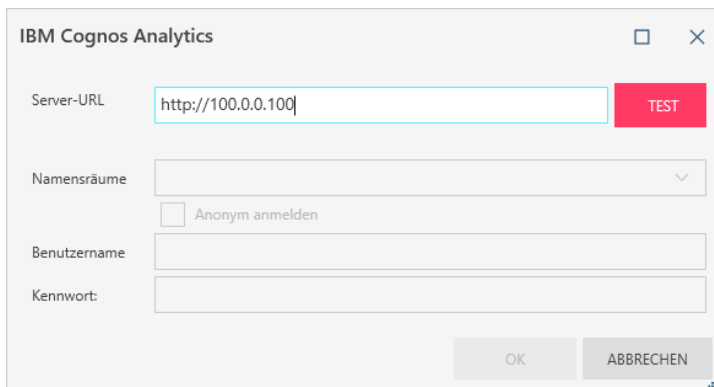 IBM Cognos Analytics
Server-URL
http://100.0.0.100
TEST
Namensräume
Anonym anmelden
Benutzername
Kennwort:
OK
ABBRECHEN